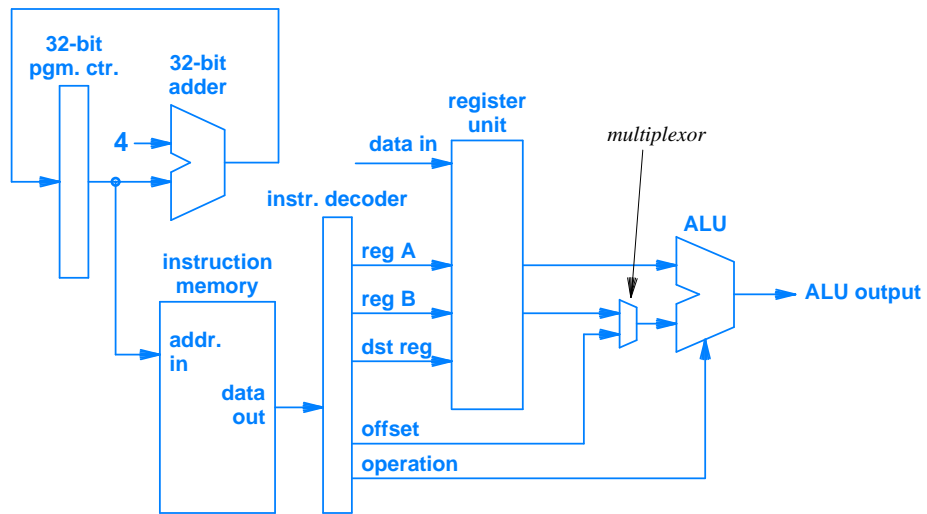 32-bit
pgm. ctr.
32-bit
adder
4
register
unit
data in
multiplexor
instr. decoder
ALU
reg A
reg B
dst reg
ALU output
instruction
memory
addr.
in
data
out
offset
operation